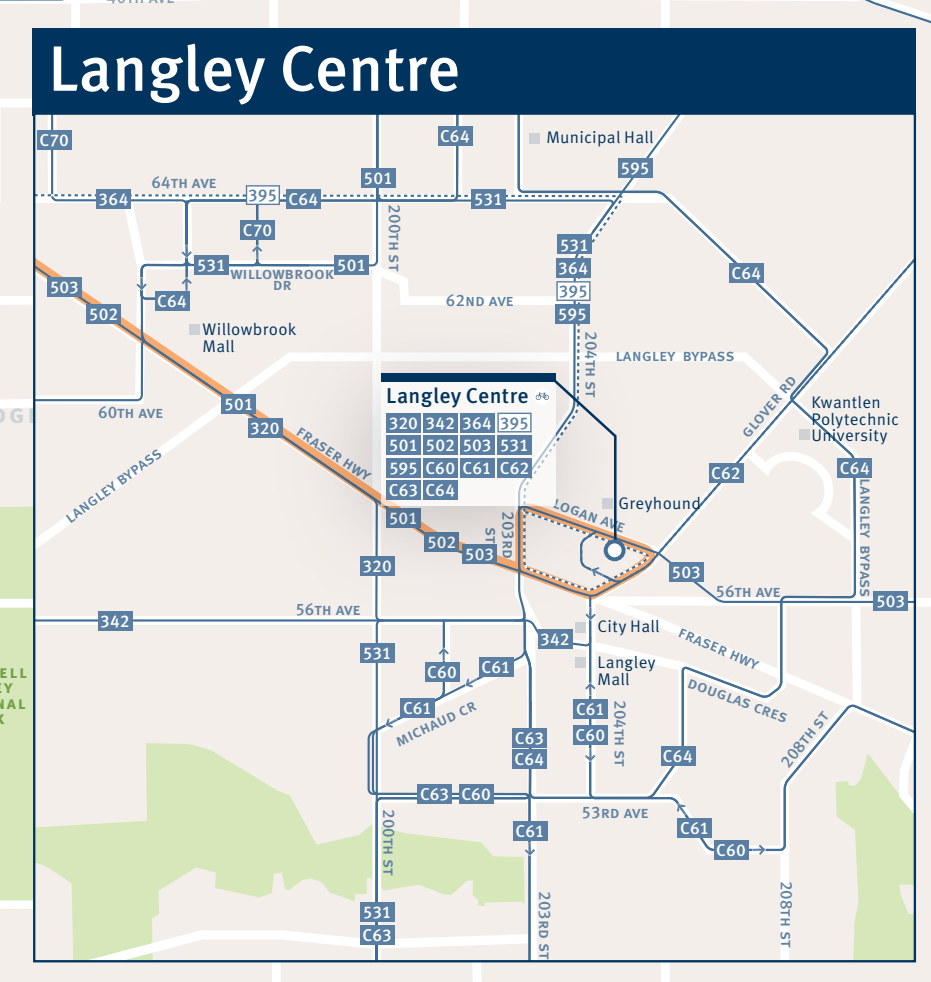 40TH AVE
Langley Centre
C70
C64
Municipal Hall
501
595
64TH AVE
364
395
C64
531
200TH ST
C70
531
364
395
595
531
WILLOWBROOK
DR
501
C64
C64
503
502
62ND AVE
Willowbrook
Mall
204TH ST
LANGLEY BYPASS
60TH AVE
501
320
Langley Centre
320 342 364 395
501 502 503 531
595 C60 C61 C62
C63 C64
GLOVER RD
Kwantlen
Polytechnic
University
FRASER HWY
LANGLEY BYPASS
C62
C64
LANGLEY BYPASS
Greyhound
LOGAN AVE
501
502
503
203RD
ST
320
503
56TH AVE
503
56TH AVE
342
City Hall
342
FRASER HWY
531
Langley
Mall
C60
C61
DOUGLAS CRES
C61
MICHAUD CR
C61
C60
204TH ST
208TH ST
C63
C64
C64
C63 C60
53RD AVE
200TH ST
C61
C61
C60
531
C63
203RD ST
208TH ST
ELL
EY
NAL
K